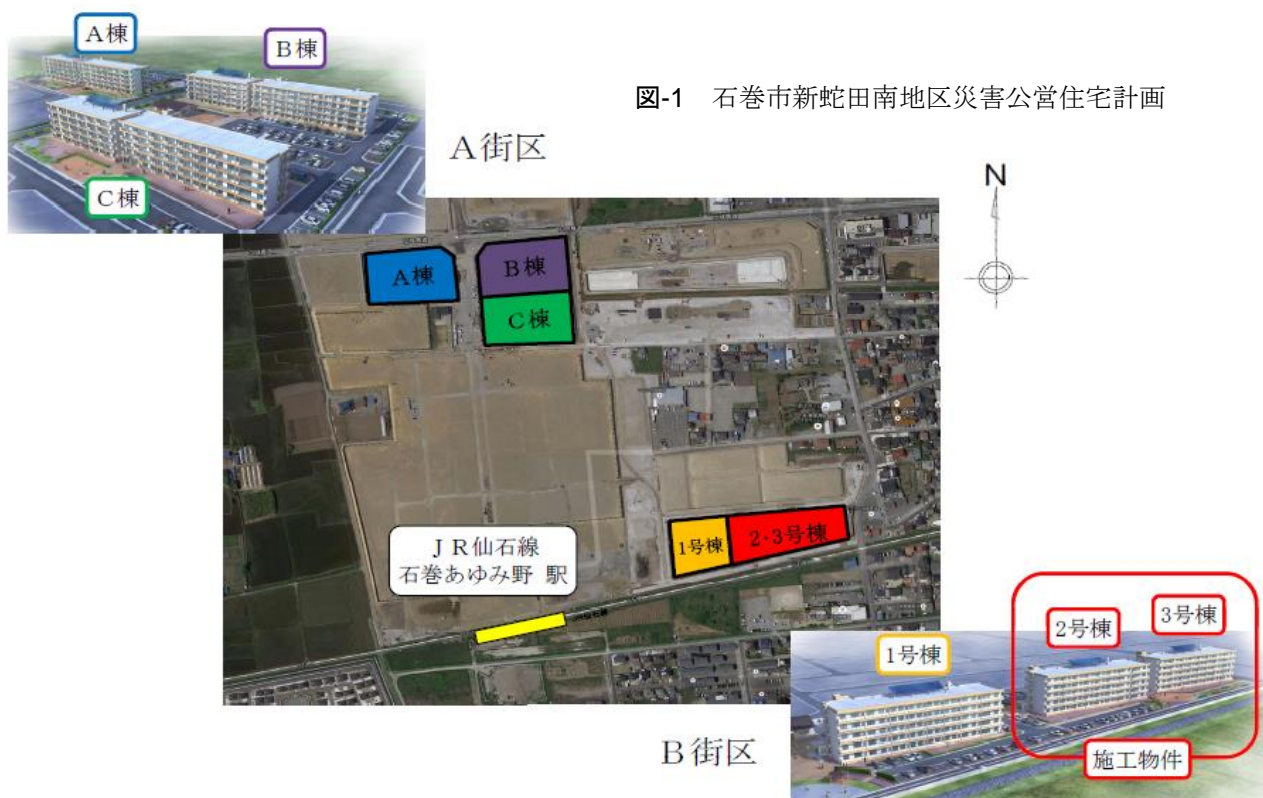 A棟
B棟
C棟
図-1 石巻市新蛇田南地区災害公営住宅計画
A街区
N
A棟
B棟
C棟
1号棟
2·3号棟
JR仙石線
石巻あゆみ野 駅
B街区
1号棟
2号棟
3号棟
施工物件